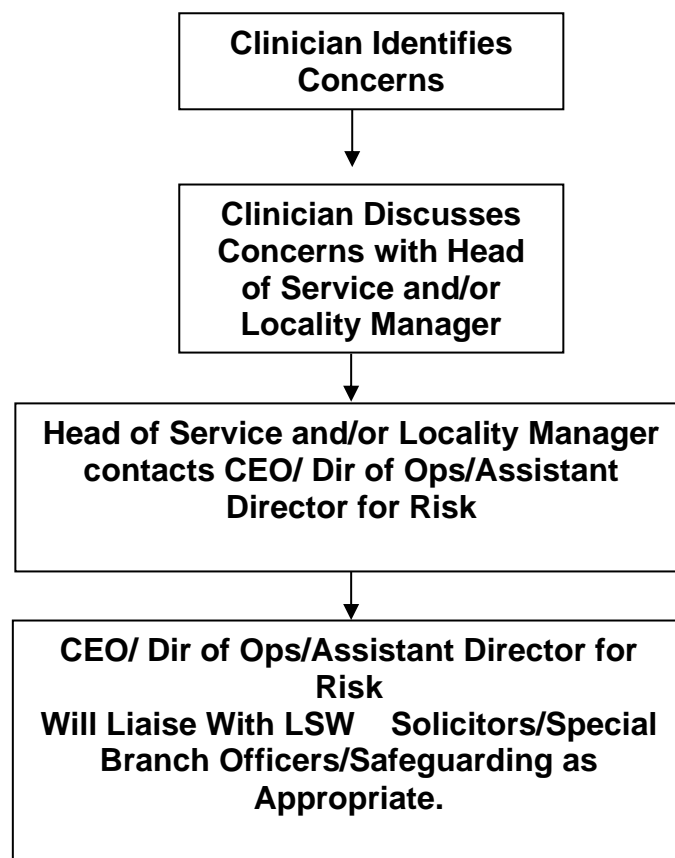 Clinician Identifies
Concerns
Clinician Discusses
Concerns with Head
of Service and/or
Locality Manager
Head of Service and/or Locality Manager
contacts CEO/ Dir of Ops/Assistant
Director for Risk
CEO/ Dir of Ops/Assistant Director for
Risk
Will Liaise With LSW    Solicitors/Special
Branch Officers/Safeguarding as
Appropriate.